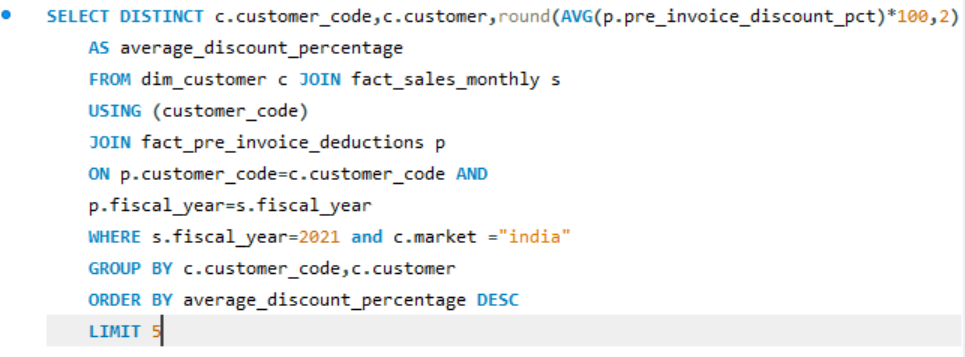 SELECT DISTINCT c.customer_code,c.customer,round(AVG(p.pre_invoice_discount_pct)*100,2)
AS average_discount_percentage
FROM dim_customer c JOIN fact_sales_monthly s
USING (customer_code)
JOIN fact_pre_invoice_deductions p
ON p.customer_code=c.customer_code AND
p.fiscal_year=s.fiscal_year
WHERE s.fiscal_year=2021 and c.market ="india"
GROUP BY c.customer_code,c.customer
ORDER BY average_discount_percentage DESC
LIMIT 5